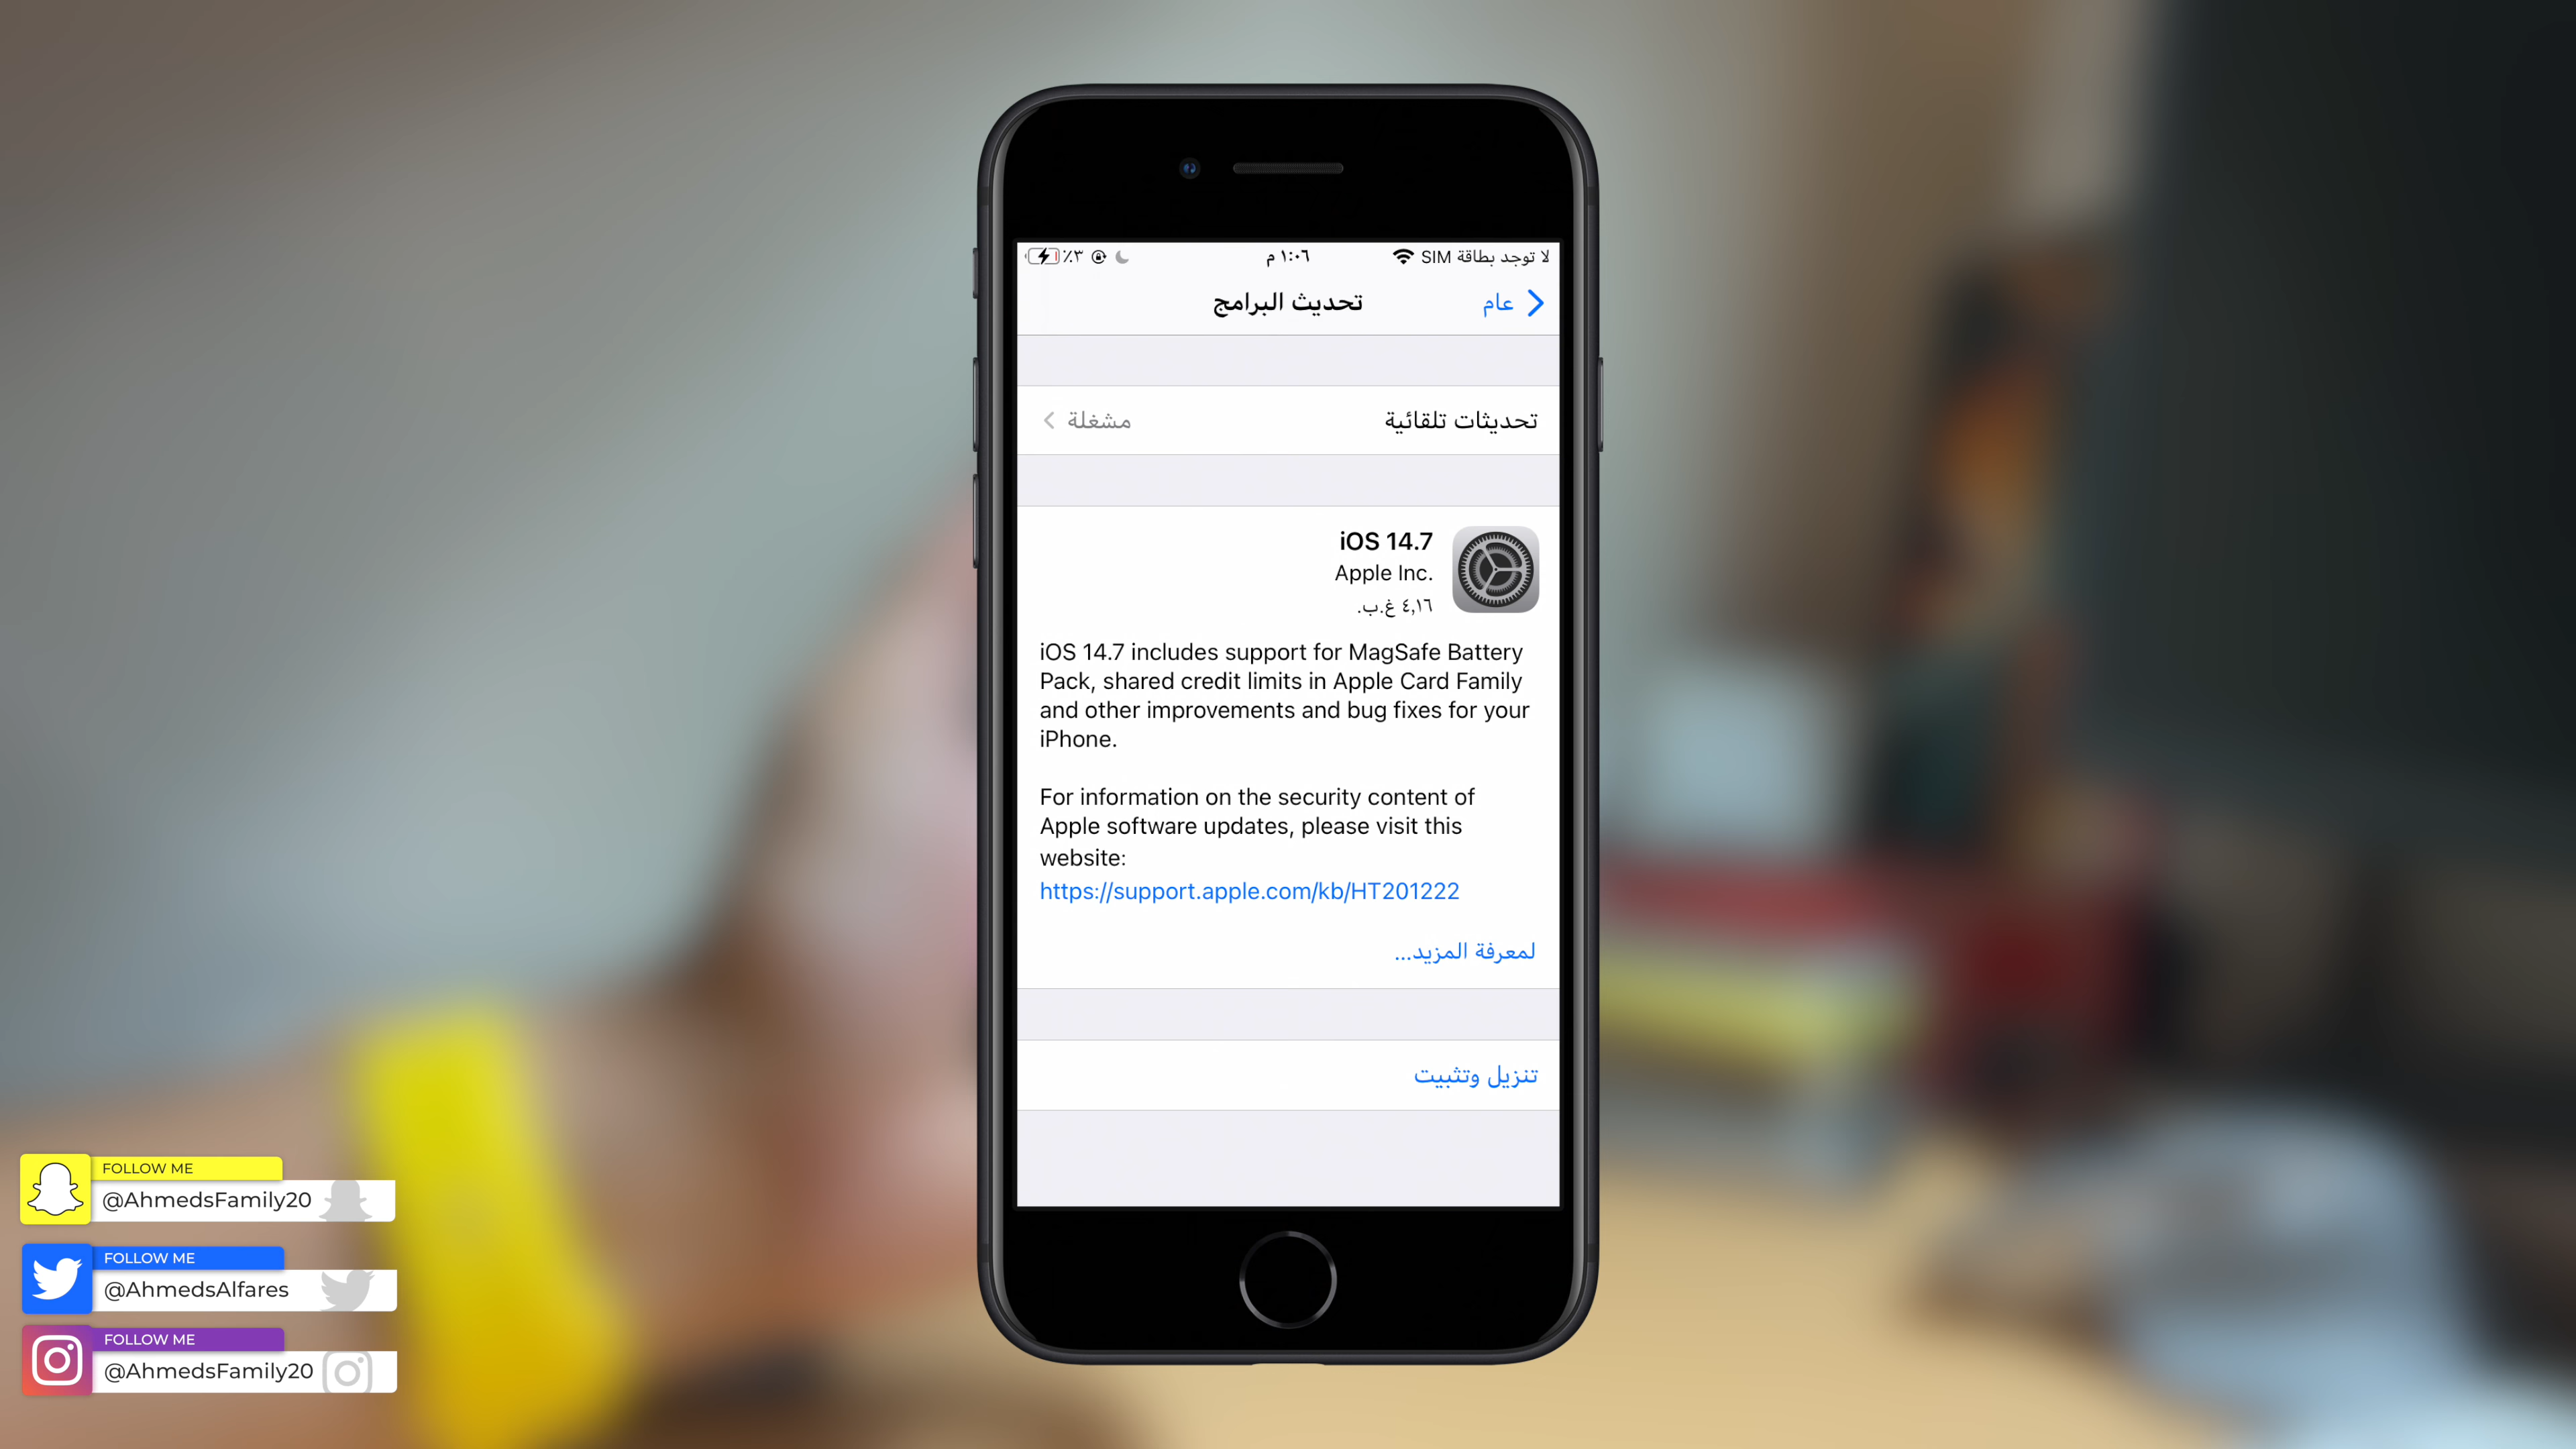 لا توجد بطاقة SIM
١:٠٦ م
٪٣
عام
تحديث البرامج
تحديثات تلقائية
مشغلة
iOS 14.7
Apple Inc.
٤,١٦ غ.ب.
iOS 14.7 includes support for MagSafe Battery
Pack, shared credit limits in Apple Card Family
and other improvements and bug fixes for your
iPhone.
For information on the security content of
Apple software updates, please visit this
website:
https://support.apple.com/kb/HT201222
لمعرفة المزيد...
تنزيل وتثبيت
FOLLOW ME
@AhmedsFamily20
FOLLOW ME
@AhmedsAlfares
FOLLOW ME
@AhmedsFamily20